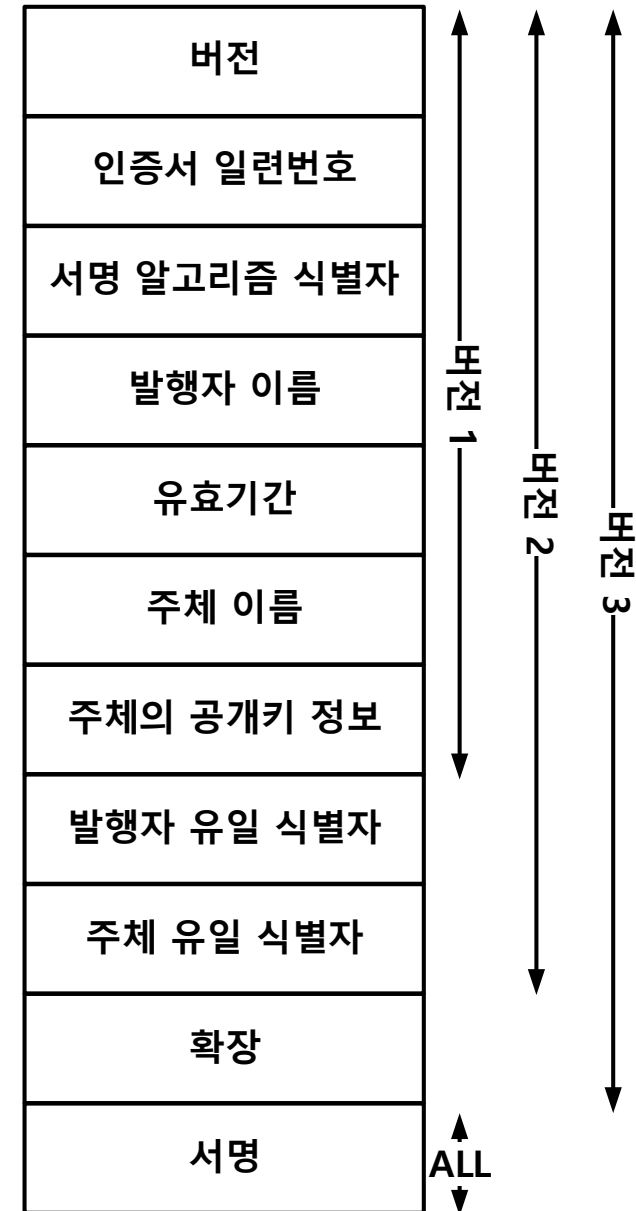 버전
인증서 일련번호
서명 알고리즘 식별자
발행자 이름
유효기간
주체 이름
주체의 공개키 정보
발행자 유일 식별자
주체 유일 식별자
확장
서명
버전 1
버전 2
버전 3
ALL